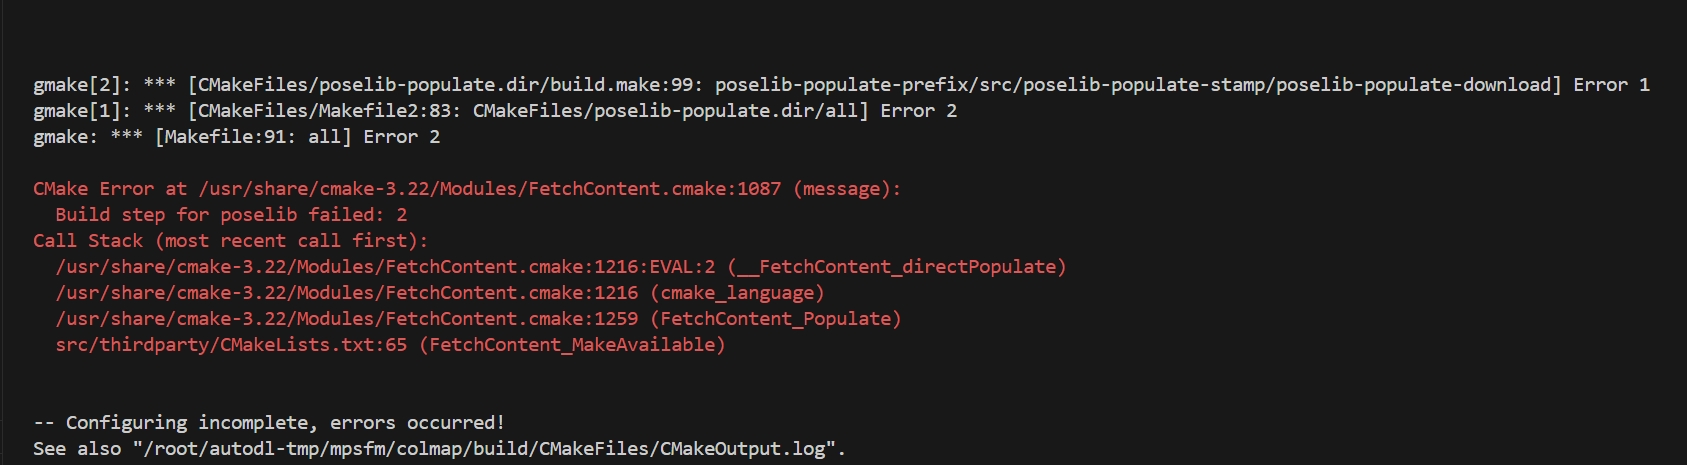 gmake[2]: *** [CMakeFiles/poselib-populate.dir/build.make:99: poselib-populate-prefix/src/poselib-populate-stamp/poselib-populate-download] Error 1
gmake[1]: *** [CMakeFiles/Makefile2:83: CMakeFiles/poselib-populate.dir/all] Error 2
gmake: *** [Makefile:91: all] Error 2
CMake Error at /usr/share/cmake-3.22/Modules/FetchContent.cmake:1087 (message):
  Build step for poselib failed: 2
Call Stack (most recent call first):
  /usr/share/cmake-3.22/Modules/FetchContent.cmake:1216:EVAL:2 (__FetchContent_directPopulate)
  /usr/share/cmake-3.22/Modules/FetchContent.cmake:1216 (cmake_language)
  /usr/share/cmake-3.22/Modules/FetchContent.cmake:1259 (FetchContent_Populate)
  src/thirdparty/CMakeLists.txt:65 (FetchContent_MakeAvailable)
-- Configuring incomplete, errors occurred!
See also "/root/autodl-tmp/mpsfm/colmap/build/CMakeFiles/CMakeOutput.log".